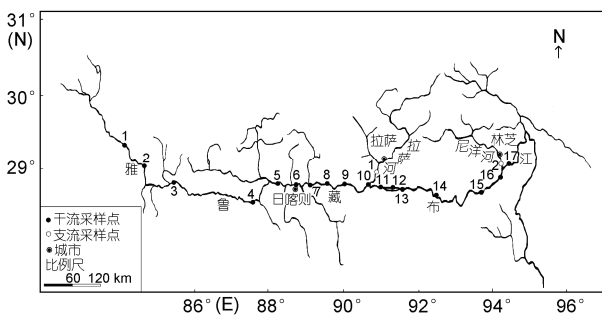 31°
(N)
30°
29°
N
↑
1
2
3
4
5
6
7
8
9
10
11
12
13
14
15
16
17
1
2
雅
鲁
藏
布
江
日喀则
拉萨
拉
萨
河
尼洋河
林芝
干流采样点
支流采样点
城市
比例尺
60 120 km
86°(E)
88°
90°
92°
94°
96°